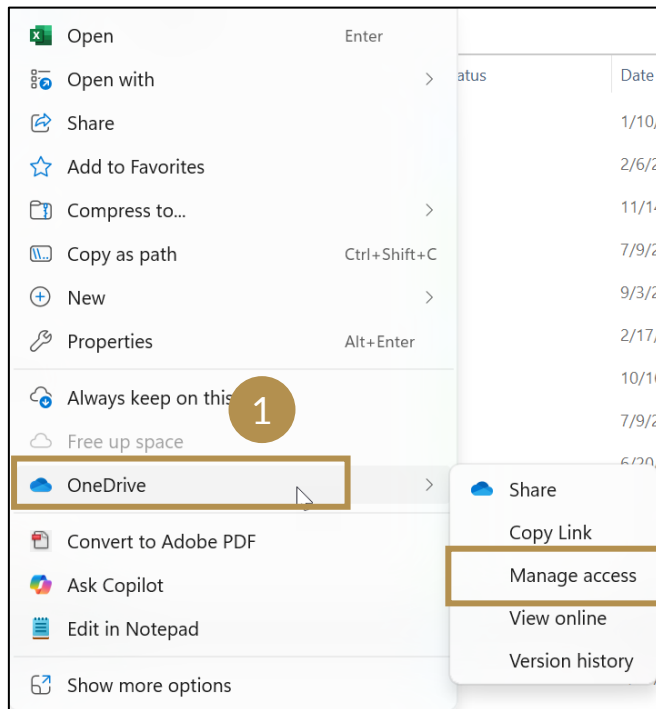 Open Enter
Open with
Share
Add to Favorites
Compress to...
Copy as path Ctrl+Shift+C
New
Properties Alt+Enter
Always keep on this
1
Free up space
OneDrive
Convert to Adobe PDF
Ask Copilot
Edit in Notepad
Show more options
atus Date
1/10/
2/6/2
11/14
7/9/2
9/3/2
2/17/
10/16
7/9/2
6/20/
Share
Copy Link
Manage access
View online
Version history